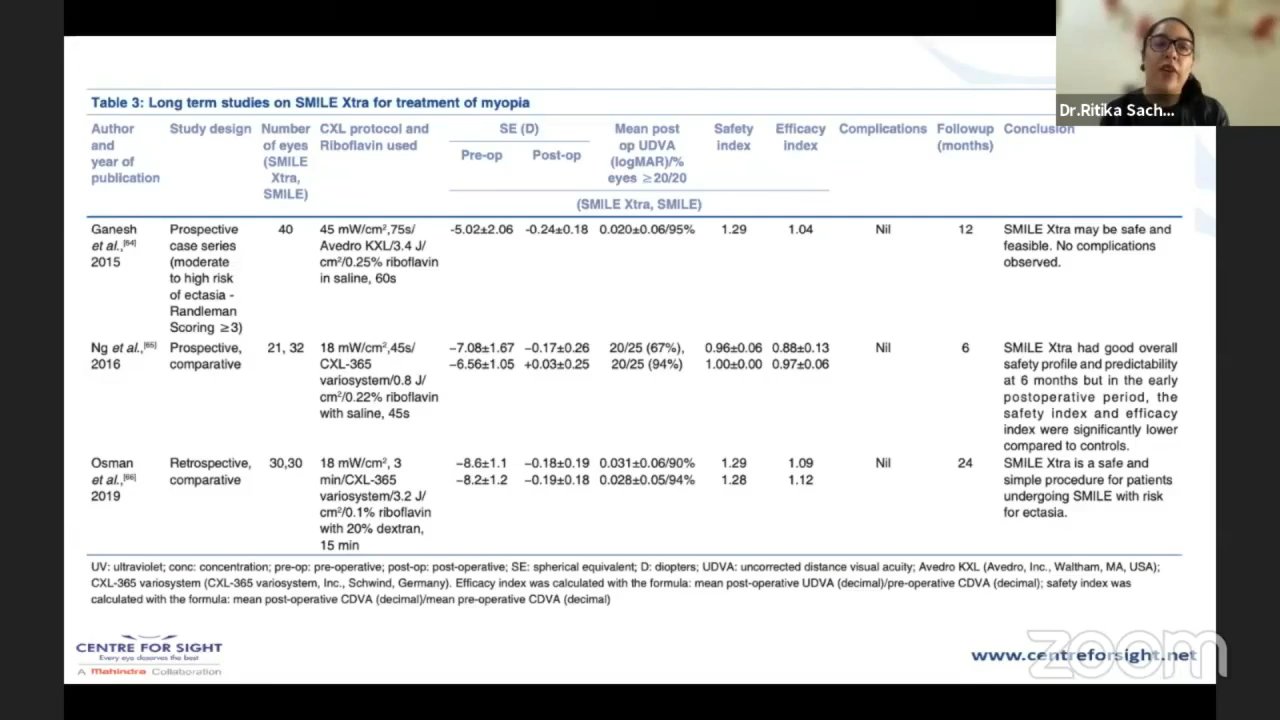 Dr.Ritika Sach...
Table 3: Long term studies on SMILE Xtra for treatment of myopia
Author and year of publication
Study design
Number of eyes (SMILE Xtra, SMILE)
CXL protocol and Riboflavin used
SE (D)
Pre-op
Post-op
Mean post op UDVA (logMAR)/% eyes ≥20/20
Safety index
Efficacy index
Complications
Followup (months)
Conclusion
(SMILE Xtra, SMILE)
Ganesh et al.,[64] 2015
Prospective case series (moderate to high risk of ectasia - Randleman Scoring ≥3)
40
45 mW/cm²,75s/ Avedro KXL/3.4 J/ cm²/0.25% riboflavin in saline, 60s
-5.02±2.06
-0.24±0.18
0.020±0.06/95%
1.29
1.04
Nil
12
SMILE Xtra may be safe and feasible. No complications observed.
Ng et al.,[65] 2016
Prospective, comparative
21, 32
18 mW/cm²,45s/ CXL-365 variosystem/0.8 J/ cm²/0.22% riboflavin with saline, 45s
−7.08±1.67
−6.56±1.05
−0.17±0.26
+0.03±0.25
20/25 (67%),
20/25 (94%)
0.96±0.06
1.00±0.00
0.88±0.13
0.97±0.06
Nil
6
SMILE Xtra had good overall safety profile and predictability at 6 months but in the early postoperative period, the safety index and efficacy index were significantly lower compared to controls.
Osman et al.,[66] 2019
Retrospective, comparative
30,30
18 mW/cm², 3 min/CXL-365 variosystem/3.2 J/ cm²/0.1% riboflavin with 20% dextran, 15 min
−8.6±1.1
−8.2±1.2
−0.18±0.19
−0.19±0.18
0.031±0.06/90%
0.028±0.05/94%
1.29
1.28
1.09
1.12
Nil
24
SMILE Xtra is a safe and simple procedure for patients undergoing SMILE with risk for ectasia.
UV: ultraviolet; conc: concentration; pre-op: pre-operative; post-op: post-operative; SE: spherical equivalent; D: diopters; UDVA: uncorrected distance visual acuity; Avedro KXL (Avedro, Inc., Waltham, MA, USA);
CXL-365 variosystem (CXL-365 variosystem, Inc., Schwind, Germany). Efficacy index was calculated with the formula: mean post-operative UDVA (decimal)/pre-operative CDVA (decimal); safety index was
calculated with the formula: mean post-operative CDVA (decimal)/mean pre-operative CDVA (decimal)
CENTRE FOR SIGHT
Every eye deserves the best
A Mahindra Collaboration
www.centreforsight.net
zoom